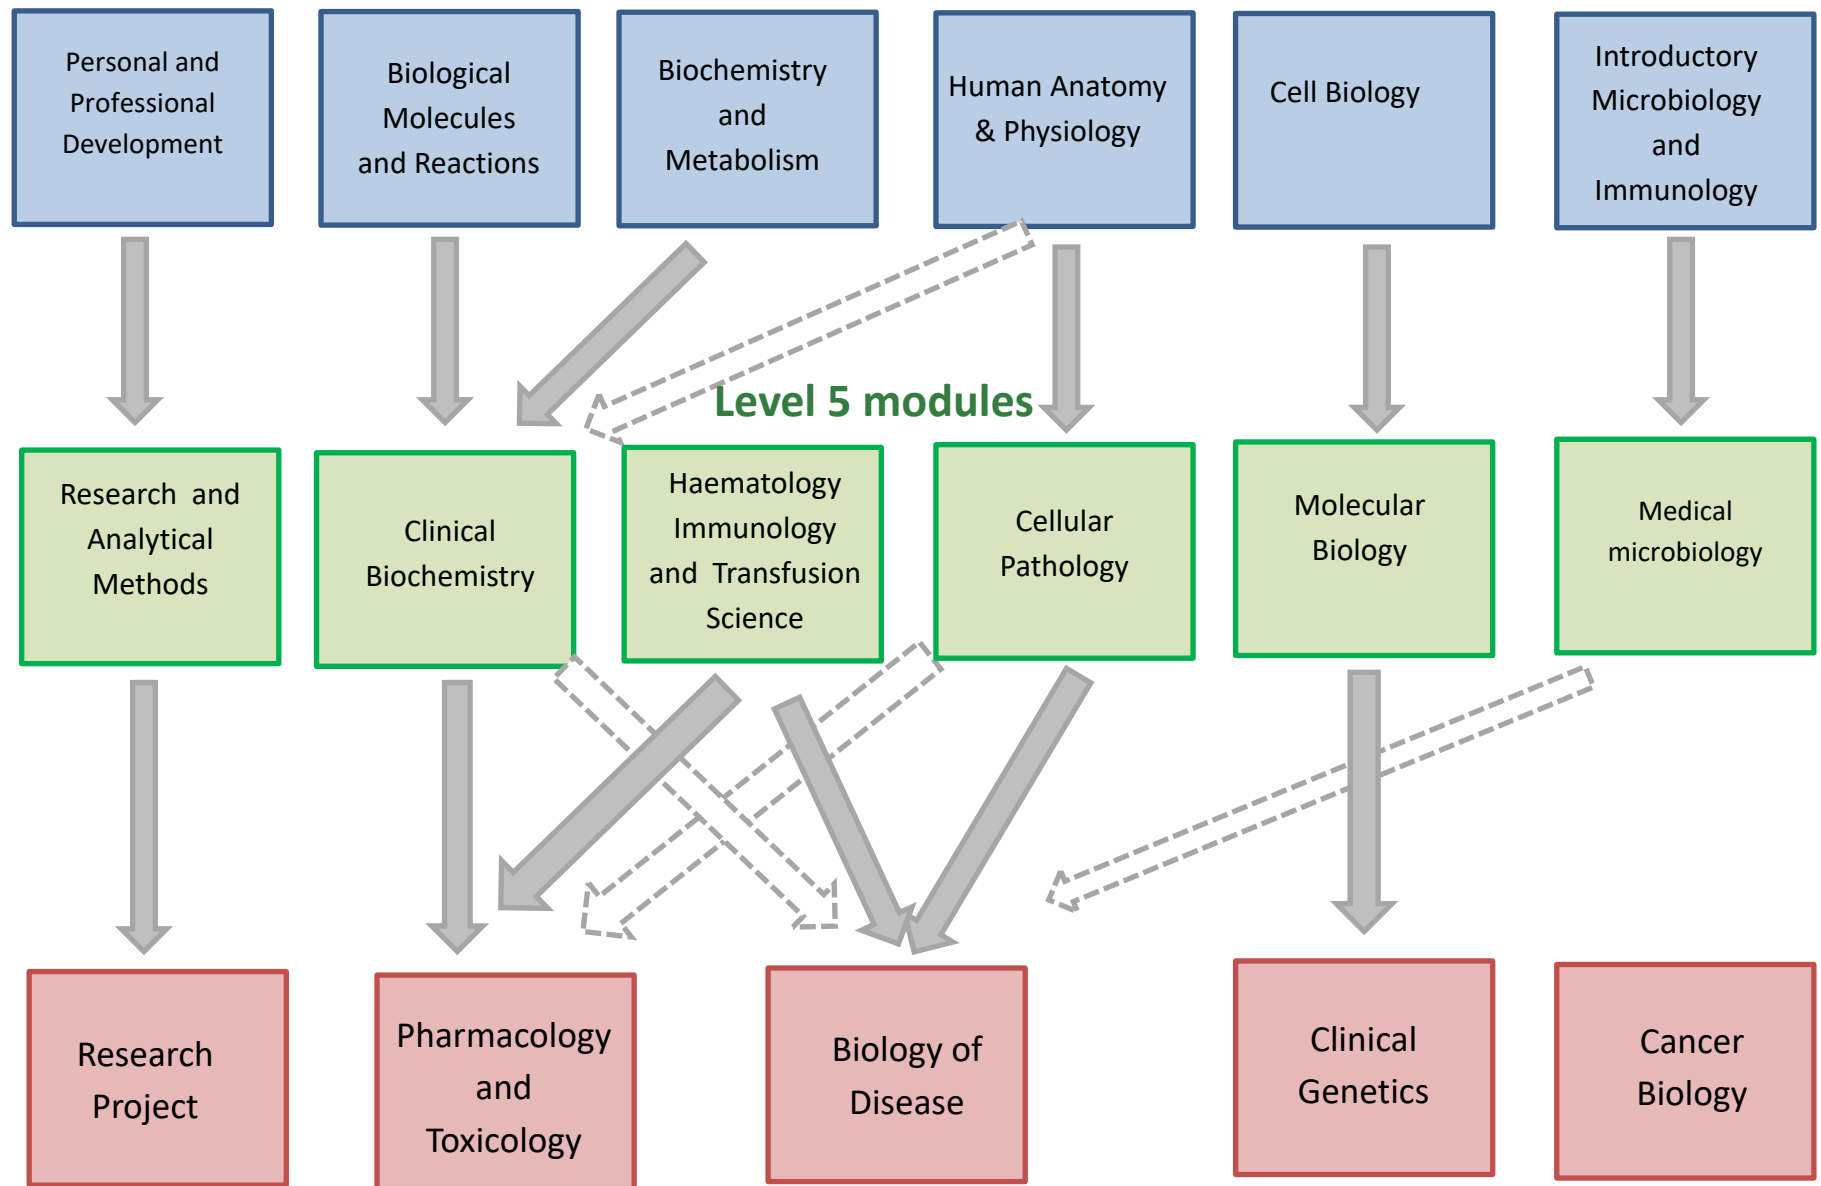 Personal and
Professional
Development
Biological
Molecules
and Reactions
Biochemistry
and
Metabolism
Human Anatomy
& Physiology
Cell Biology
Introductory
Microbiology
and
Immunology
Level 5 modules
Research and
Analytical
Methods
Clinical
Biochemistry
Haematology
Immunology
and Transfusion
Science
Cellular
Pathology
Molecular
Biology
Medical
microbiology
Research
Project
Pharmacology
and
Toxicology
Biology of
Disease
Clinical
Genetics
Cancer
Biology